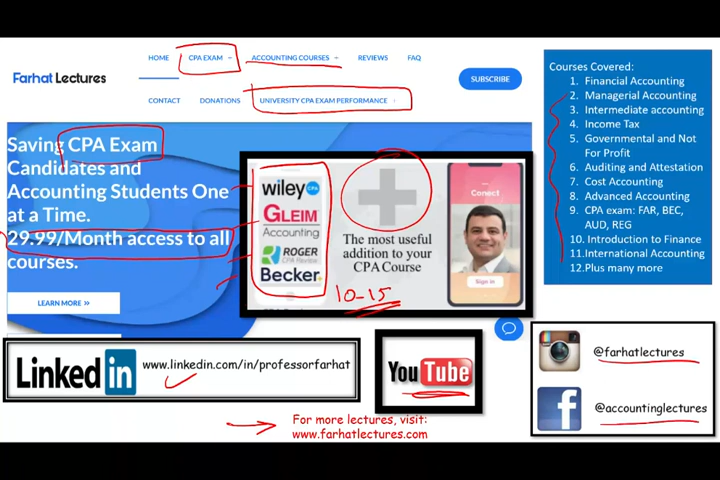 HOME
CPA EXAM
ACCOUNTING COURSES
REVIEWS
FAQ
Farhat Lectures
SUBSCRIBE
CONTACT
DONATIONS
UNIVERSITY CPA EXAM PERFORMANCE
Saving CPA Exam
Candidates and
Accounting Students One
at a Time.
29.99/Month access to all
courses.
LEARN MORE »
wiley CPA
GLEIM
Accounting
ROGER
CPA Review
Becker.
The most useful
addition to your
CPA Course
10-15
Sign in
Courses Covered:
1. Financial Accounting
2. Managerial Accounting
3. Intermediate accounting
4. Income Tax
5. Governmental and Not
For Profit
6. Auditing and Attestation
7. Cost Accounting
8. Advanced Accounting
9. CPA exam: FAR, BEC,
AUD, REG
10. Introduction to Finance
11.International Accounting
12.Plus many more
Linked in
www.linkedin.com/in/professorfarhat
YouTube
@farhatlectures
@accountinglectures
For more lectures, visit:
www.farhatlectures.com